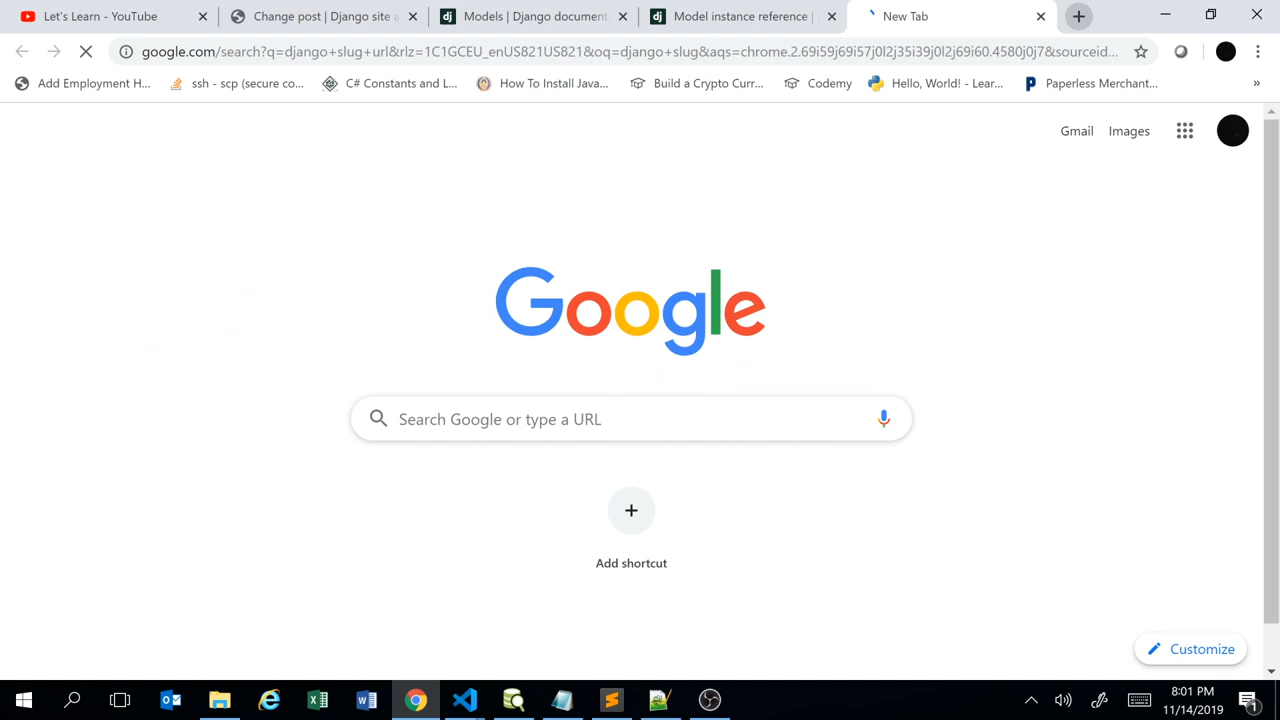 Let's Learn - YouTube
Change post | Django site a
Models | Django document
Model instance reference |
New Tab
google.com/search?q=django+slug+url&rlz=1C1GCEU_enUS821US821&oq=django+slug&aqs=chrome.2.69i59j69i57j0l2j35i39j0l2j69i60.4580j0j7&sourceid...
Add Employment H...
ssh - scp (secure co...
C# Constants and L...
How To Install Java...
Build a Crypto Curr...
Codemy
Hello, World! - Lear...
Paperless Merchant...
»
Gmail
Images
Google
Search Google or type a URL
Add shortcut
Customize
8:01 PM
11/14/2019
1